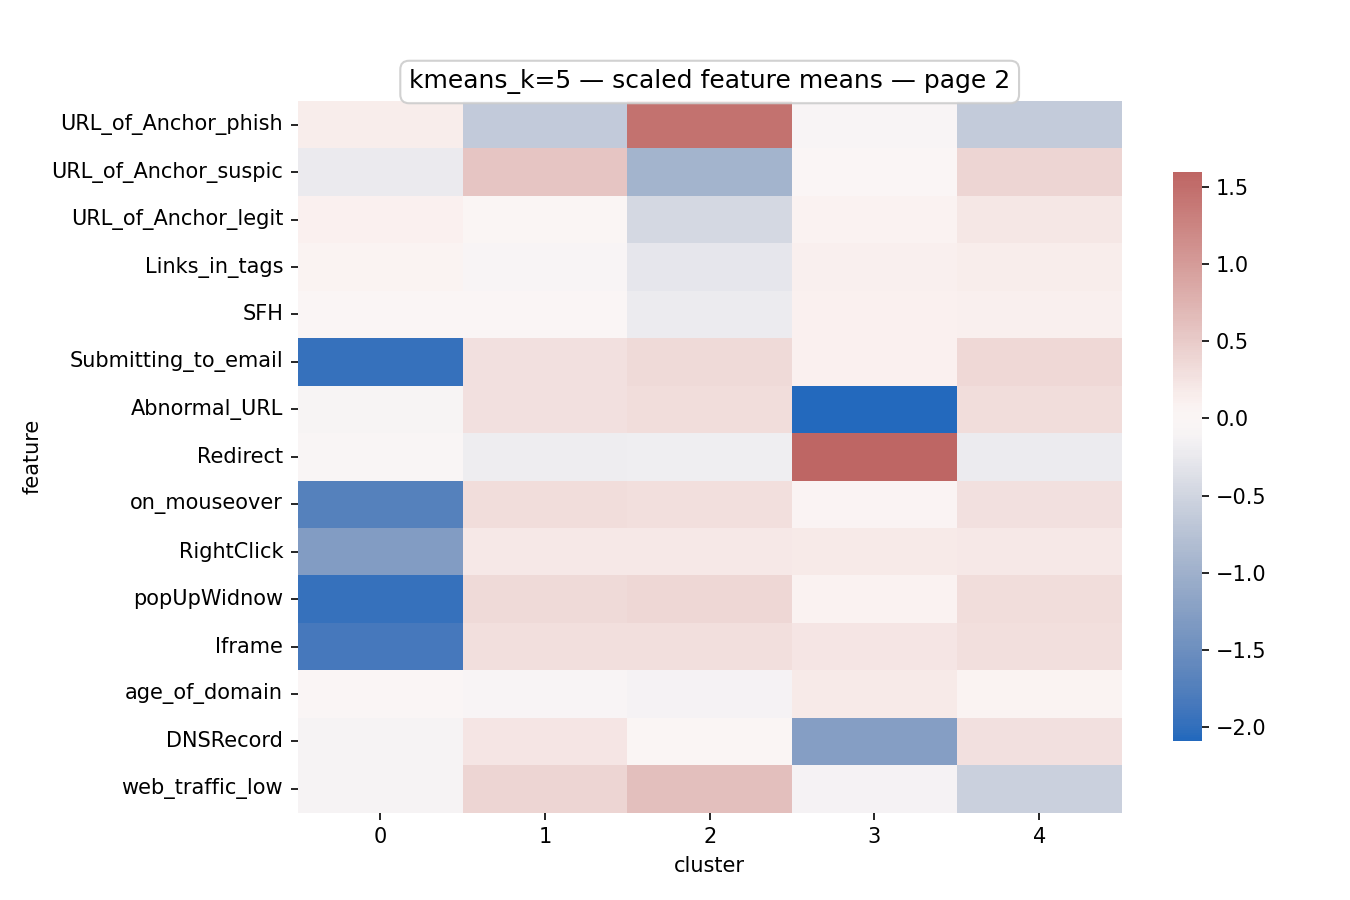 kmeans_k=5 — scaled feature means — page 2
URL_of_Anchor_phish
URL_of_Anchor_suspic
URL_of_Anchor_legit
Links_in_tags
SFH
Submitting_to_email
Abnormal_URL
Redirect
on_mouseover
RightClick
popUpWidnow
Iframe
age_of_domain
DNSRecord
web_traffic_low
feature
0 1 2 3 4
cluster
1.5
1.0
0.5
0.0
−0.5
−1.0
−1.5
−2.0